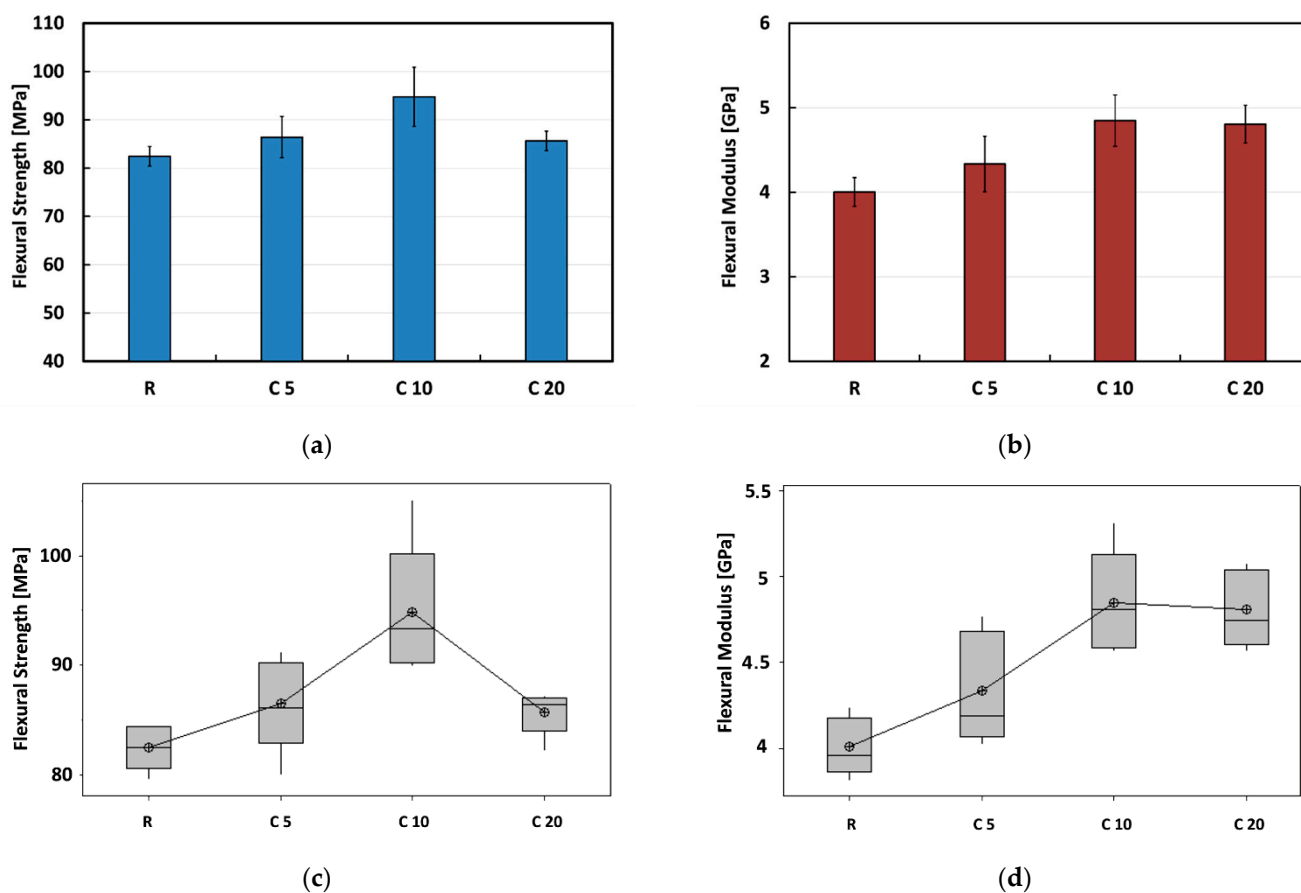 110
100
90
80
70
60
50
40
Flexural Strength [MPa]
R
C 5
C 10
C 20
(a)
6
5
4
3
2
Flexural Modulus [GPa]
R
C 5
C 10
C 20
(b)
100
90
80
Flexural Strength [MPa]
R
C 5
C 10
C 20
(c)
5.5
5
4.5
4
Flexural Modulus [GPa]
R
C 5
C 10
C 20
(d)